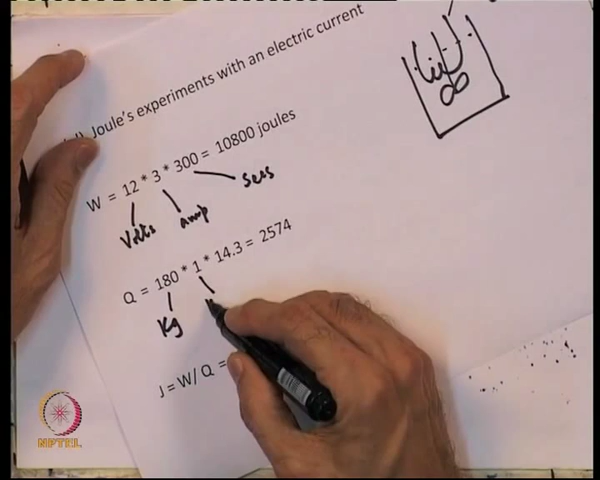 Joule's experiments with an electric current
W = 12 * 3 * 300 = 10800 joules
Volts amp secs
Q = 180 * 1 * 14.3 = 2574
Kg
J = W/ Q =
NPTEL